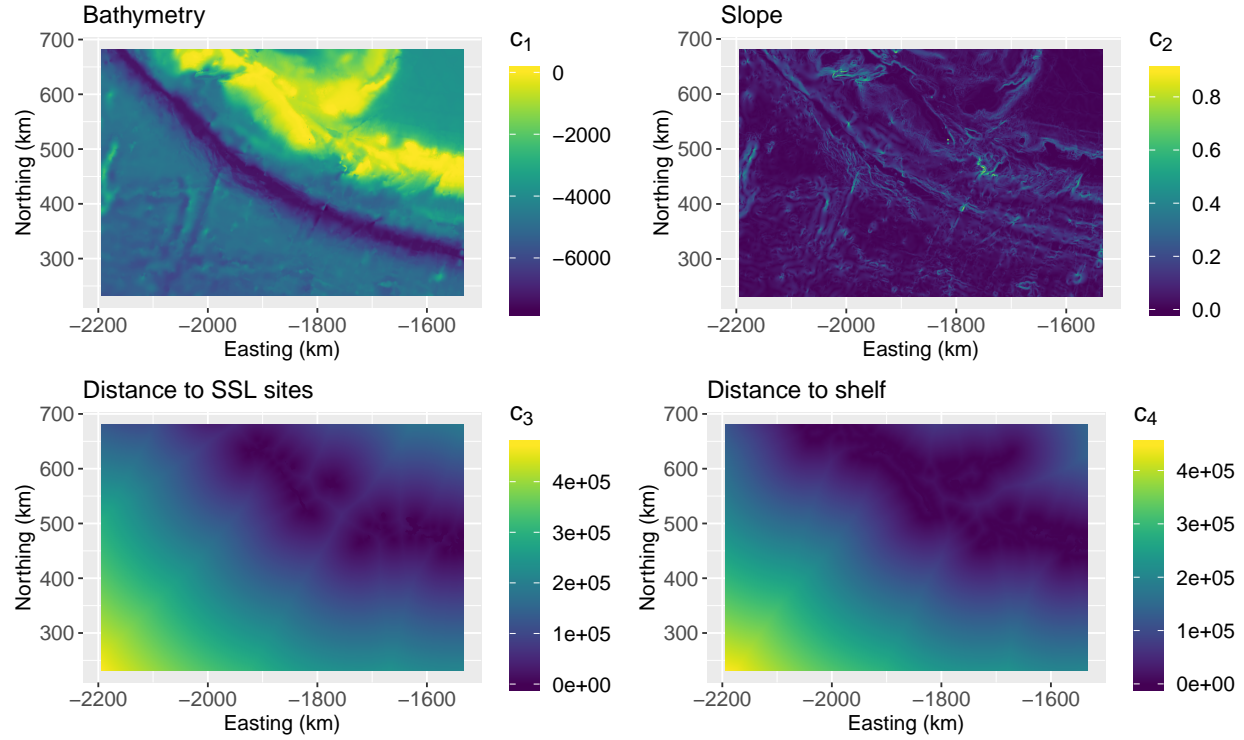 Bathymetry
c1
700
600
500
400
300
−2200 −2000 −1800 −1600
Easting (km)
Northing (km)
0
−2000
−4000
−6000
Slope
c2
700
600
500
400
300
−2200 −2000 −1800 −1600
Easting (km)
Northing (km)
0.8
0.6
0.4
0.2
0.0
Distance to SSL sites
c3
700
600
500
400
300
−2200 −2000 −1800 −1600
Easting (km)
Northing (km)
4e+05
3e+05
2e+05
1e+05
0e+00
Distance to shelf
c4
700
600
500
400
300
−2200 −2000 −1800 −1600
Easting (km)
Northing (km)
4e+05
3e+05
2e+05
1e+05
0e+00